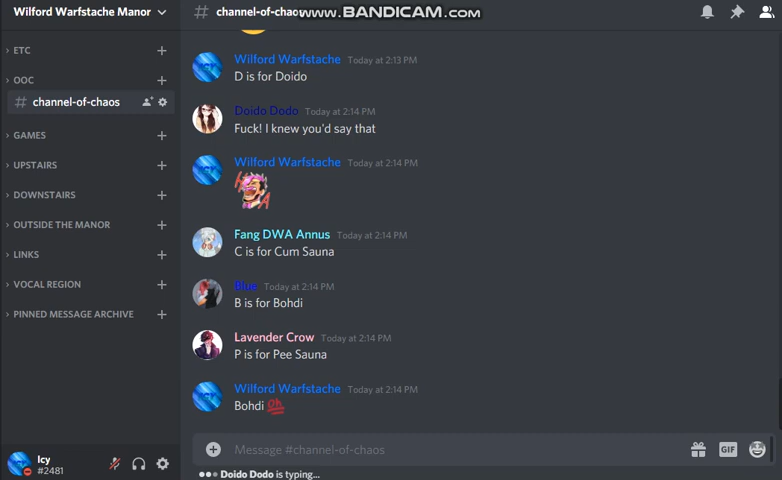 Wilford Warfstache Manor
# channel-of-chao
www.BANDICAM.com
ETC
OOC
# channel-of-chaos
GAMES
UPSTAIRS
DOWNSTAIRS
OUTSIDE THE MANOR
LINKS
VOCAL REGION
PINNED MESSAGE ARCHIVE
Icy
#2481
Wilford Warfstache Today at 2:13 PM
D is for Doido
Doido Dodo Today at 2:14 PM
Fuck! I knew you'd say that
Wilford Warfstache Today at 2:14 PM
Fang DWA Annus Today at 2:14 PM
C is for Cum Sauna
Blue Today at 2:14 PM
B is for Bohdi
Lavender Crow Today at 2:14 PM
P is for Pee Sauna
Wilford Warfstache Today at 2:14 PM
Bohdi
Message #channel-of-chaos
GIF
Doido Dodo is typing...